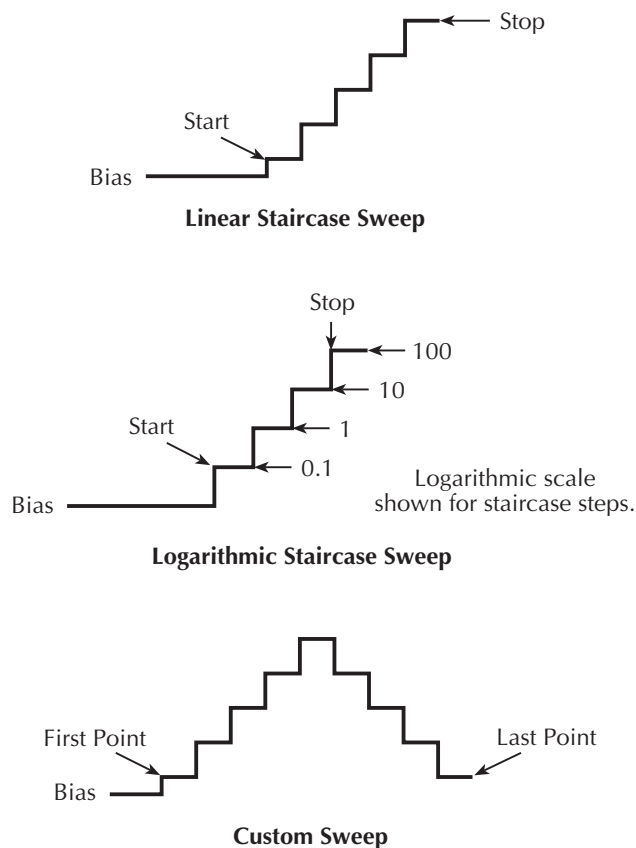 Stop
Start
Bias
Linear Staircase Sweep
Stop
100
10
1
Start
0.1
Logarithmic scale
shown for staircase steps.
Bias
Logarithmic Staircase Sweep
First Point
Last Point
Bias
Custom Sweep